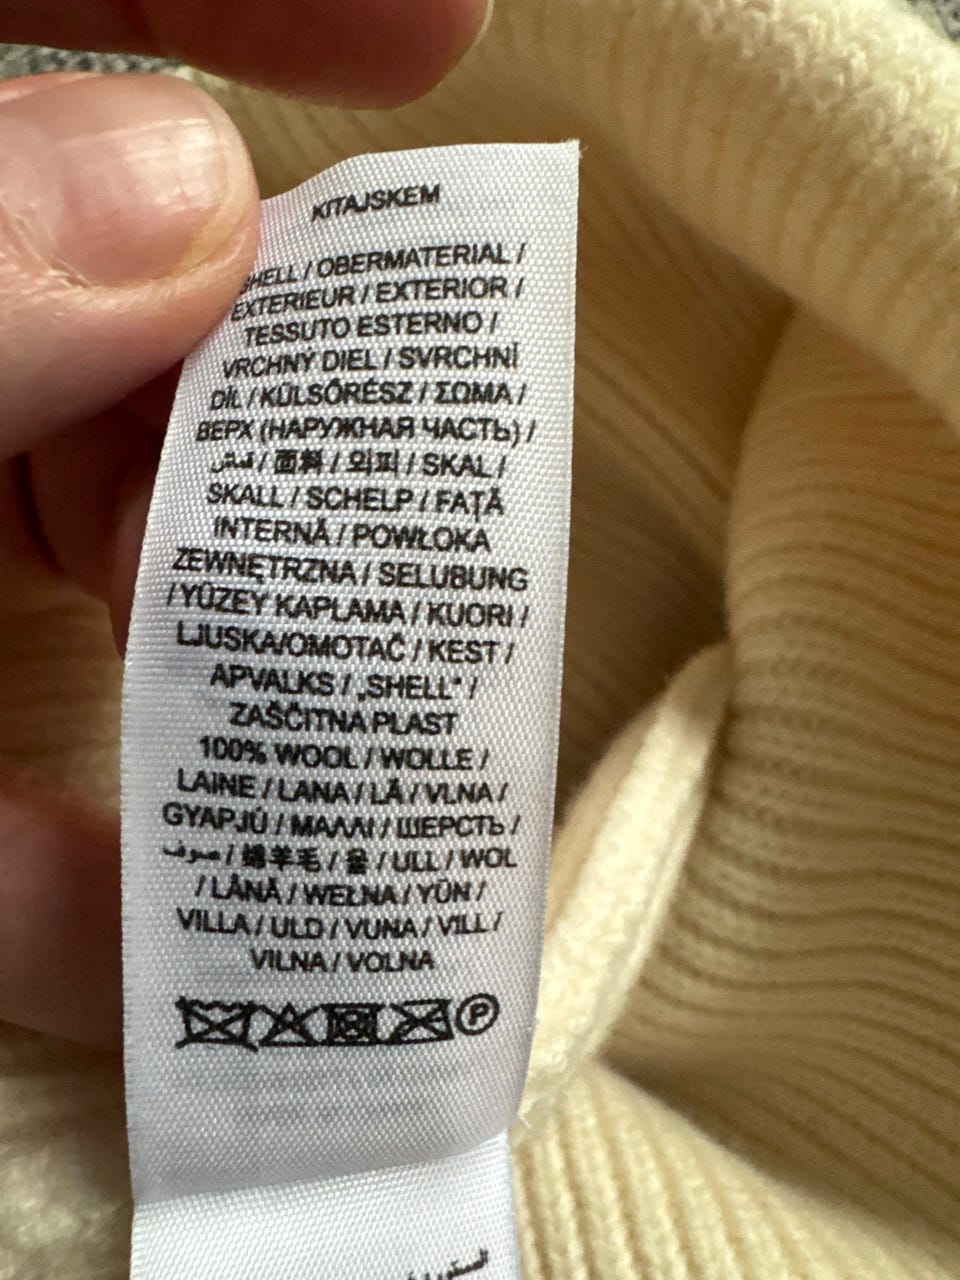 KITAJSKEM
SHELL / OBERMATERIAL /
EXTERIEUR / EXTERIOR /
TESSUTO ESTERNO /
VRCHNÝ DIEL / SVRCHNÍ
DÍL / KÜLSŐRÉSZ / ΣΩΜΑ /
ВЕРХ (НАРУЖНАЯ ЧАСТЬ) /
قماش / 面料 / 외피 / SKAL /
SKALL / SCHELP / FAȚĂ
INTERNĂ / POWŁOKA
ZEWNĘTRZNA / SELUBUNG
/ YÜZEY KAPLAMA / KUORI /
LJUSKA/OMOTAČ / KEST /
APVALKS / „SHELL“ /
ZAŠČITNA PLAST
100% WOOL / WOLLE /
LAINE / LANA / LÃ / VLNA /
GYAPJÚ / ΜΑΛΛΙ / ШЕРСТЬ /
صوف / 绵羊毛 / 울 / ULL / WOL
/ LÂNĂ / WEŁNA / YÜN /
VILLA / ULD / VUNA / VILL /
VILNA / VOLNA
P